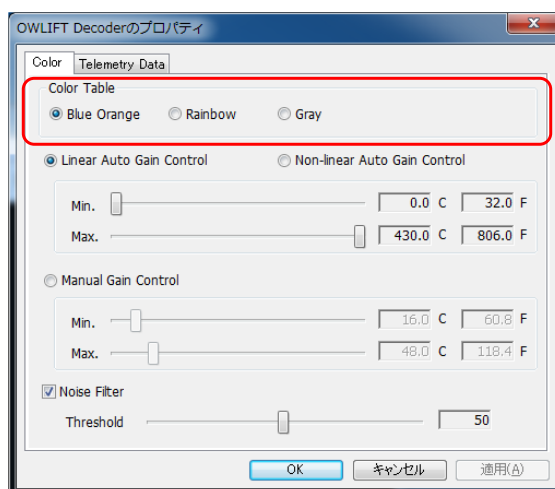 OWLIFT Decoderのプロパティ
Color Telemetry Data
Color Table
Blue Orange Rainbow Gray
Linear Auto Gain Control Non-linear Auto Gain Control
Min. 0.0 C 32.0 F
Max. 430.0 C 806.0 F
Manual Gain Control
Min. 16.0 C 60.8 F
Max. 48.0 C 118.4 F
Noise Filter
Threshold 50
OK キャンセル 適用(A)